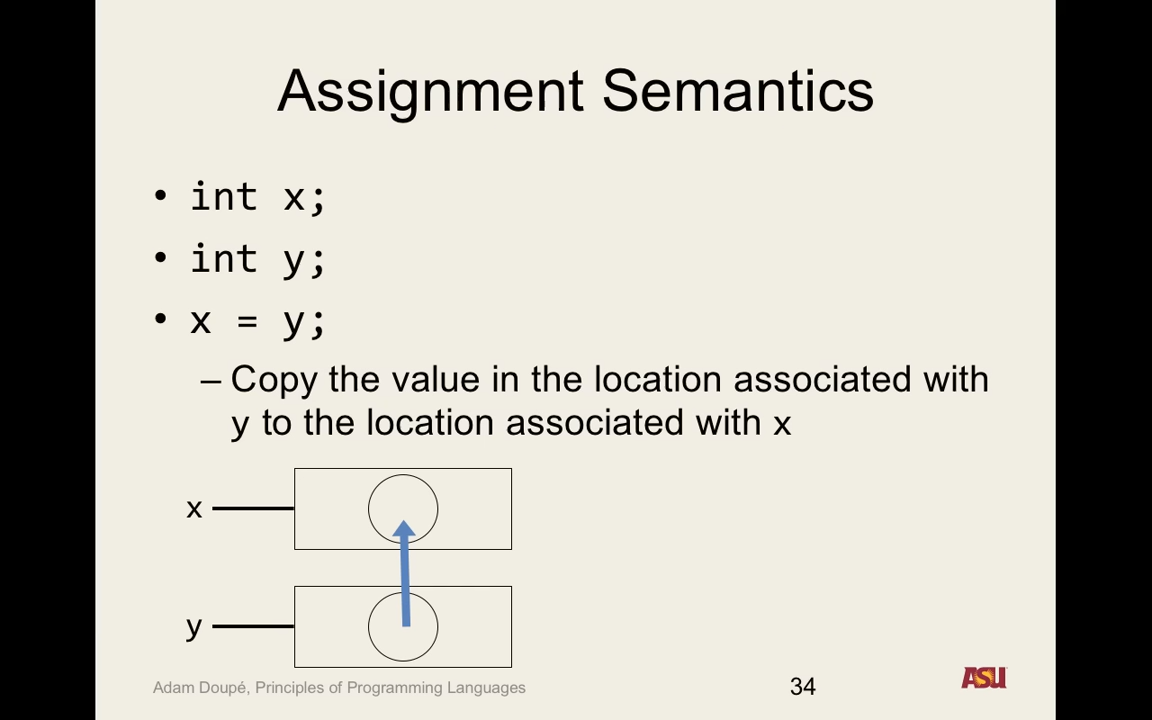 Assignment Semantics
• int x;
• int y;
• x = y;
– Copy the value in the location associated with
y to the location associated with x
x
y
Adam Doupé, Principles of Programming Languages
34
ASU